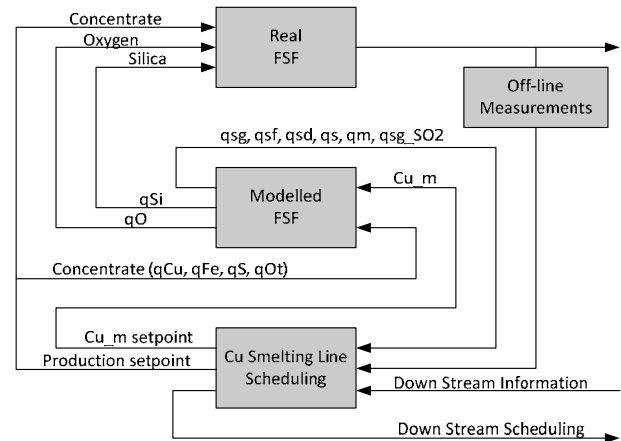 Concentrate
Oxygen
Silica
Real
FSF
Off-line
Measurements
qsg, qsf, qsd, qs, qm, qsg_SO2
Cu_m
Modelled
FSF
qSi
qO
Concentrate (qCu, qFe, qS, qOt)
Cu_m setpoint
Production setpoint
Cu Smelting Line
Scheduling
Down Stream Information
Down Stream Scheduling